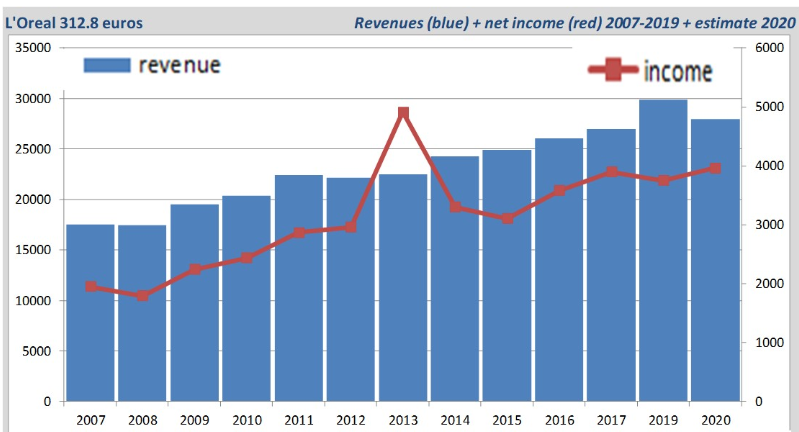 L'Oreal 312.8 euros Revenues (blue) + net income (red) 2007-2019 + estimate 2020
35000 6000
revenue income
30000 5000
25000 4000
20000 3000
15000 2000
10000 1000
5000
0 0
2007 2008 2009 2010 2011 2012 2013 2014 2015 2016 2017 2019 2020